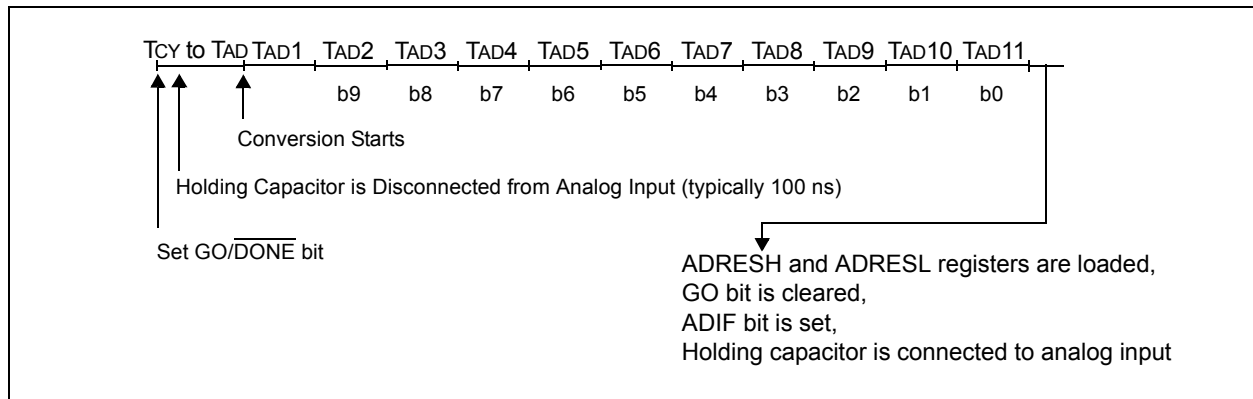 TCY to TAD TAD1 TAD2 TAD3 TAD4 TAD5 TAD6 TAD7 TAD8 TAD9 TAD10 TAD11
b9 b8 b7 b6 b5 b4 b3 b2 b1 b0
Conversion Starts
Holding Capacitor is Disconnected from Analog Input (typically 100 ns)
Set GO/DONE bit
ADRESH and ADRESL registers are loaded,
GO bit is cleared,
ADIF bit is set,
Holding capacitor is connected to analog input